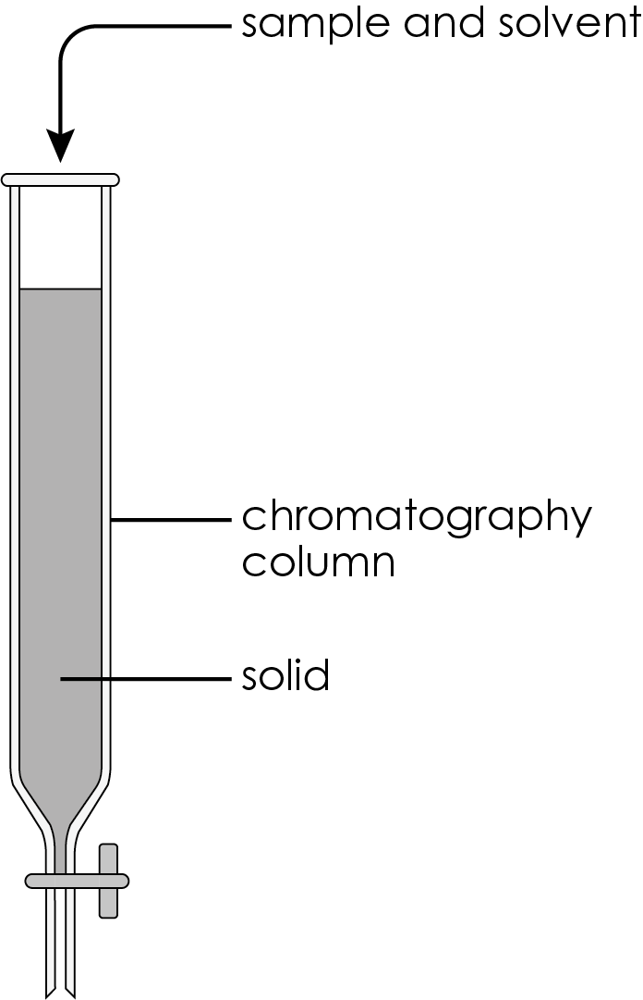 sample and solvent
chromatography
column
solid